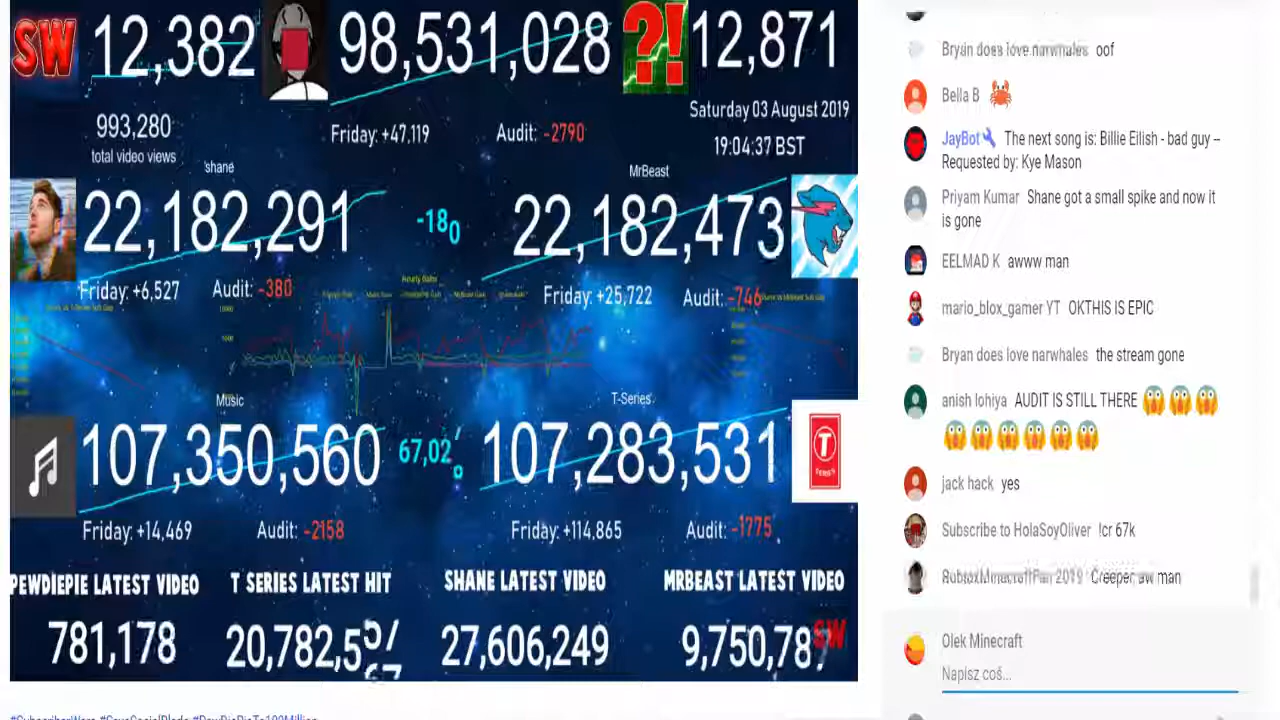 SW 12,382 98,531,028 ?! 12,871
Saturday 03 August 2019
993,280 Friday: +47,119 Audit: -2790
19:04:37 BST
total video views
shane MrBeast
22,182,291 22,182,473
Friday: +6,527 Audit: -380 Friday: +25,722 Audit: -746
Hourly Gains
Music T-Series
107,350,560 107,283,531
T
SERIES
Friday: +14,469 Audit: -2158 Friday: +114,865 Audit: -1775
PEWDIEPIE LATEST VIDEO T SERIES LATEST HIT SHANE LATEST VIDEO MRBEAST LATEST VIDEO
781,178 27,606,249
SW
Bryan does love narwhales oof
Bella B 🦀
JayBot🔧 The next song is: Billie Eilish - bad guy –
Requested by: Kye Mason
Priyam Kumar Shane got a small spike and now it
is gone
EELMAD K awww man
mario_blox_gamer YT OKTHIS IS EPIC
Bryan does love narwhales the stream gone
anish lohiya AUDIT IS STILL THERE 😱😱😱
😱😱😱😱😱😱
jack hack yes
Subscribe to HolaSoyOliver !cr 67k
Creeper aw man
Olek Minecraft
Napisz coś...